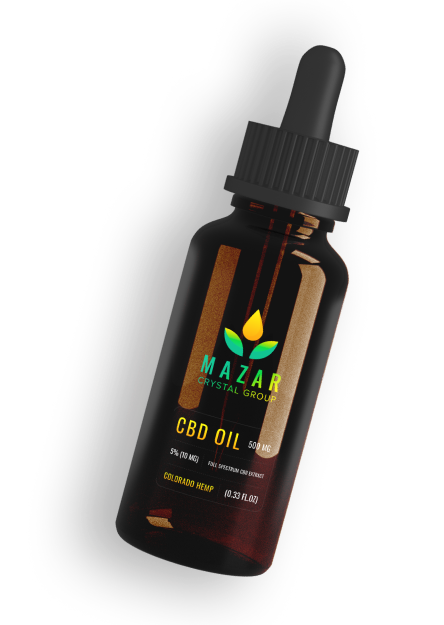 MAZAR
CRYSTAL GROUP
CBD OIL 500 MG
5% (10 MG) FULL SPECTRUM CBD EXTRACT
COLORADO HEMP (0.33 FL.OZ)